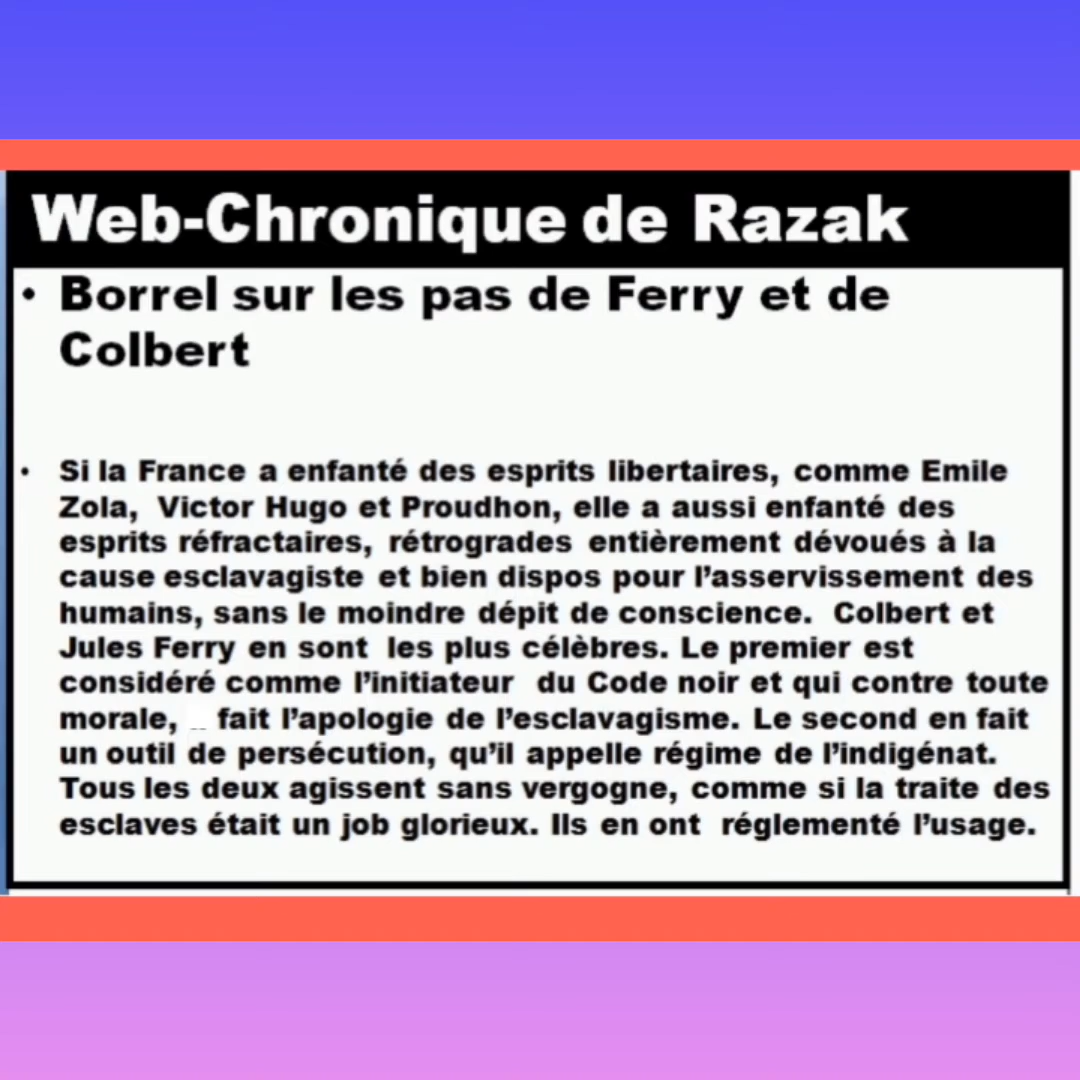 Web-Chronique de Razak
• Borrel sur les pas de Ferry et de
Colbert
• Si la France a enfanté des esprits libertaires, comme Emile
Zola, Victor Hugo et Proudhon, elle a aussi enfanté des
esprits réfractaires, rétrogrades entièrement dévoués à la
cause esclavagiste et bien dispos pour l'asservissement des
humains, sans le moindre dépit de conscience. Colbert et
Jules Ferry en sont les plus célèbres. Le premier est
considéré comme l'initiateur du Code noir et qui contre toute
morale, fait l'apologie de l'esclavagisme. Le second en fait
un outil de persécution, qu'il appelle régime de l'indigénat.
Tous les deux agissent sans vergogne, comme si la traite des
esclaves était un job glorieux. Ils en ont réglementé l'usage.